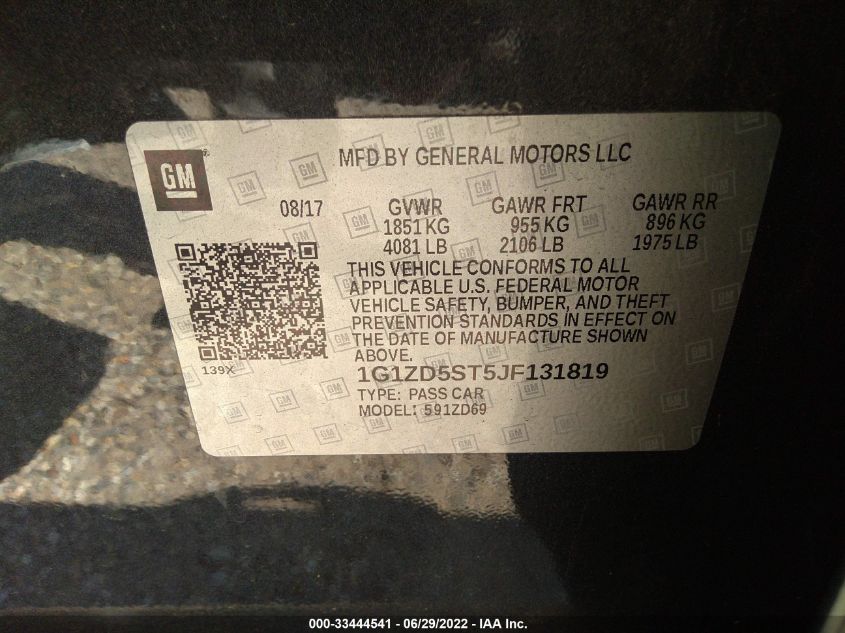 GM
MFD BY GENERAL MOTORS LLC
08/17
GVWR GAWR FRT GAWR RR
1851 KG 955 KG 896 KG
4081 LB 2106 LB 1975 LB
THIS VEHICLE CONFORMS TO ALL
APPLICABLE U.S. FEDERAL MOTOR
VEHICLE SAFETY, BUMPER, AND THEFT
PREVENTION STANDARDS IN EFFECT ON
THE DATE OF MANUFACTURE SHOWN
ABOVE.
139X
1G1ZD5ST5JF131819
TYPE: PASS CAR
MODEL: 591ZD69
000-33444541 - 06/29/2022 - IAA Inc.